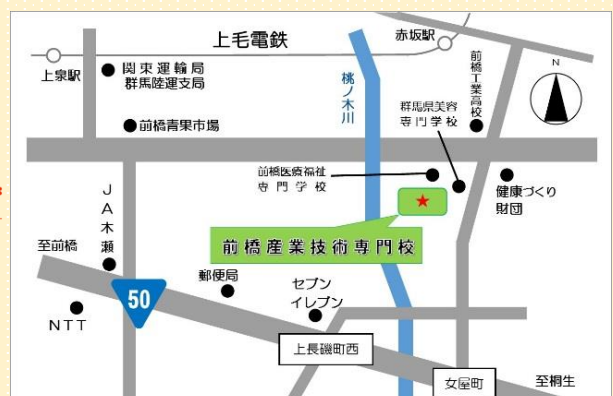 上毛電鉄
赤坂駅
上泉駅
関東運輸局
群馬陸運支局
前橋工業高校
N
桃ノ木川
群馬県美容
専門学校
前橋青果市場
前橋医療福祉
専門学校
健康づくり
財団
JA木瀬
至前橋
前橋産業技術専門校
50
郵便局
セブン
イレブン
NTT
上長磯町西
女屋町
至桐生